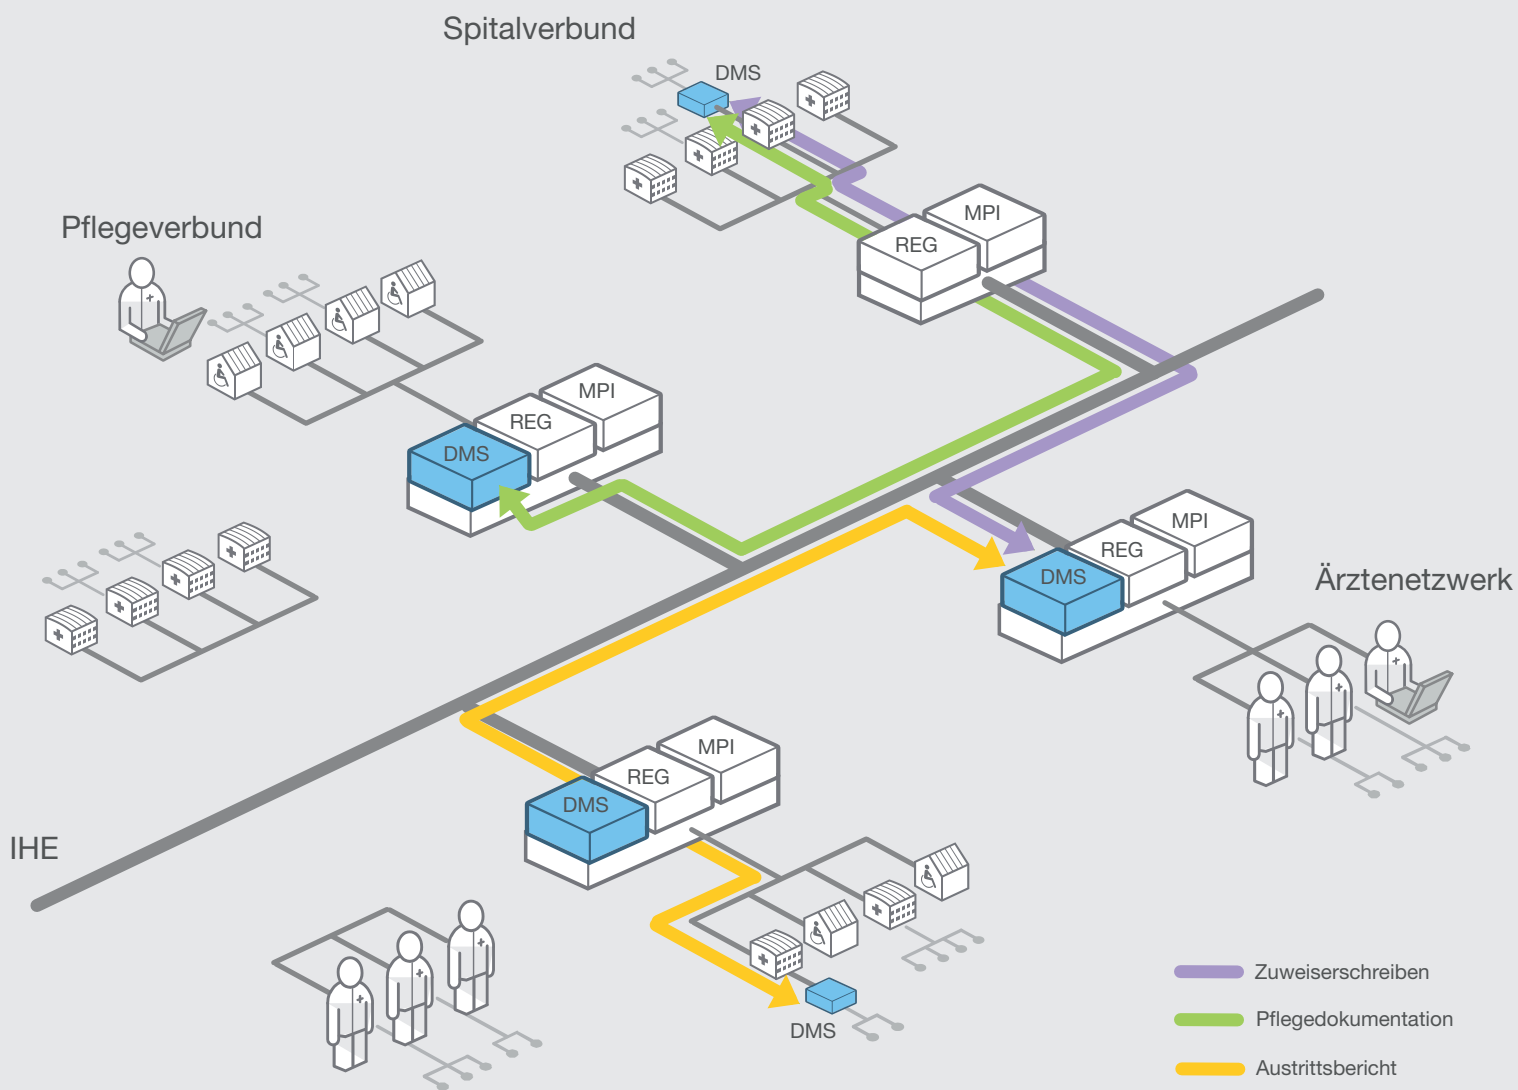 Spitalverbund
DMS
MPI
REG
Pflegeverbund
MPI
REG
DMS
MPI
REG
DMS
Ärztenetzwerk
MPI
REG
DMS
IHE
DMS
Zuweiserschreiben
Pflegedokumentation
Austrittsbericht